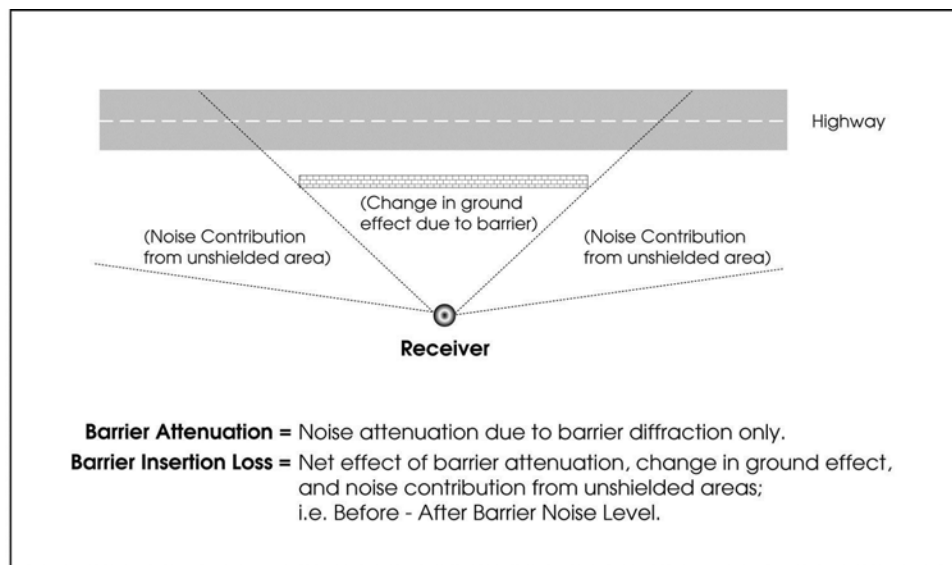 Highway
(Change in ground
effect due to barrier)
(Noise Contribution
from unshielded area)
(Noise Contribution
from unshielded area)
Receiver
Barrier Attenuation = Noise attenuation due to barrier diffraction only.
Barrier Insertion Loss = Net effect of barrier attenuation, change in ground effect,
and noise contribution from unshielded areas;
i.e. Before - After Barrier Noise Level.